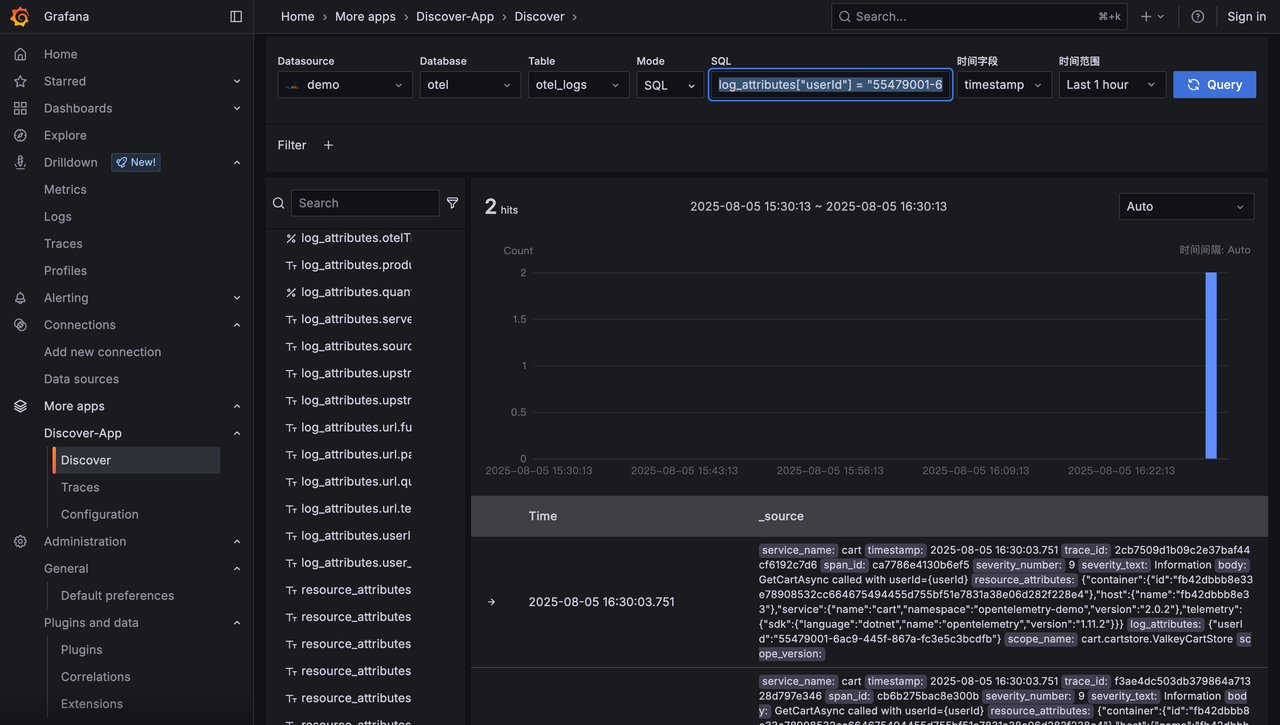 Grafana
Home › More apps › Discover-App › Discover ›
Search...
⌘+k
Sign in
Home
Starred
Dashboards
Explore
Drilldown
New!
Metrics
Logs
Traces
Profiles
Alerting
Connections
Add new connection
Data sources
More apps
Discover-App
Discover
Traces
Configuration
Administration
General
Default preferences
Plugins and data
Plugins
Correlations
Extensions
Datasource
Database
Table
Mode
SQL
时间字段
时间范围
demo
otel
otel_logs
SQL
log_attributes["userId"] = "55479001-6
timestamp
Last 1 hour
Query
Filter +
Search
log_attributes.otelT
log_attributes.produ
log_attributes.quan
log_attributes.serve
log_attributes.sourc
log_attributes.upstr
log_attributes.upstr
log_attributes.url.fu
log_attributes.url.pa
log_attributes.url.qu
log_attributes.url.te
log_attributes.userI
log_attributes.user_
resource_attributes
resource_attributes
resource_attributes
resource_attributes
resource_attributes
2 hits
2025-08-05 15:30:13 ~ 2025-08-05 16:30:13
Auto
Count
时间间隔: Auto
2
1.5
1
0.5
0
2025-08-05 15:30:13
2025-08-05 15:43:13
2025-08-05 15:56:13
2025-08-05 16:09:13
2025-08-05 16:22:13
Time
_source
2025-08-05 16:30:03.751
service_name: cart timestamp: 2025-08-05 16:30:03.751 trace_id: 2cb7509d1b09c2e37baf44
cf6192c7d6 span_id: ca7786e4130b6ef5 severity_number: 9 severity_text: Information body:
GetCartAsync called with userId={userId} resource_attributes: {"container":{"id":"fb42dbbb8e33
e78908532cc664675494455d755bf51e7831a38e06d282f228e4"},"host":{"name":"fb42dbbb8e3
3"},"service":{"name":"cart","namespace":"opentelemetry-demo","version":"2.0.2"},"telemetry":
{"sdk":{"language":"dotnet","name":"opentelemetry","version":"1.11.2"}}} log_attributes: {"userI
d":"55479001-6ac9-445f-867a-fc3e5c3bcdfb"} scope_name: cart.cartstore.ValkeyCartStore sc
ope_version:
service_name: cart timestamp: 2025-08-05 16:30:03.751 trace_id: f3ae4dc503db379864a713
28d797e346 span_id: cb6b275bac8e300b severity_number: 9 severity_text: Information bod
y: GetCartAsync called with userId={userId} resource_attributes: {"container":{"id":"fb42dbbb8